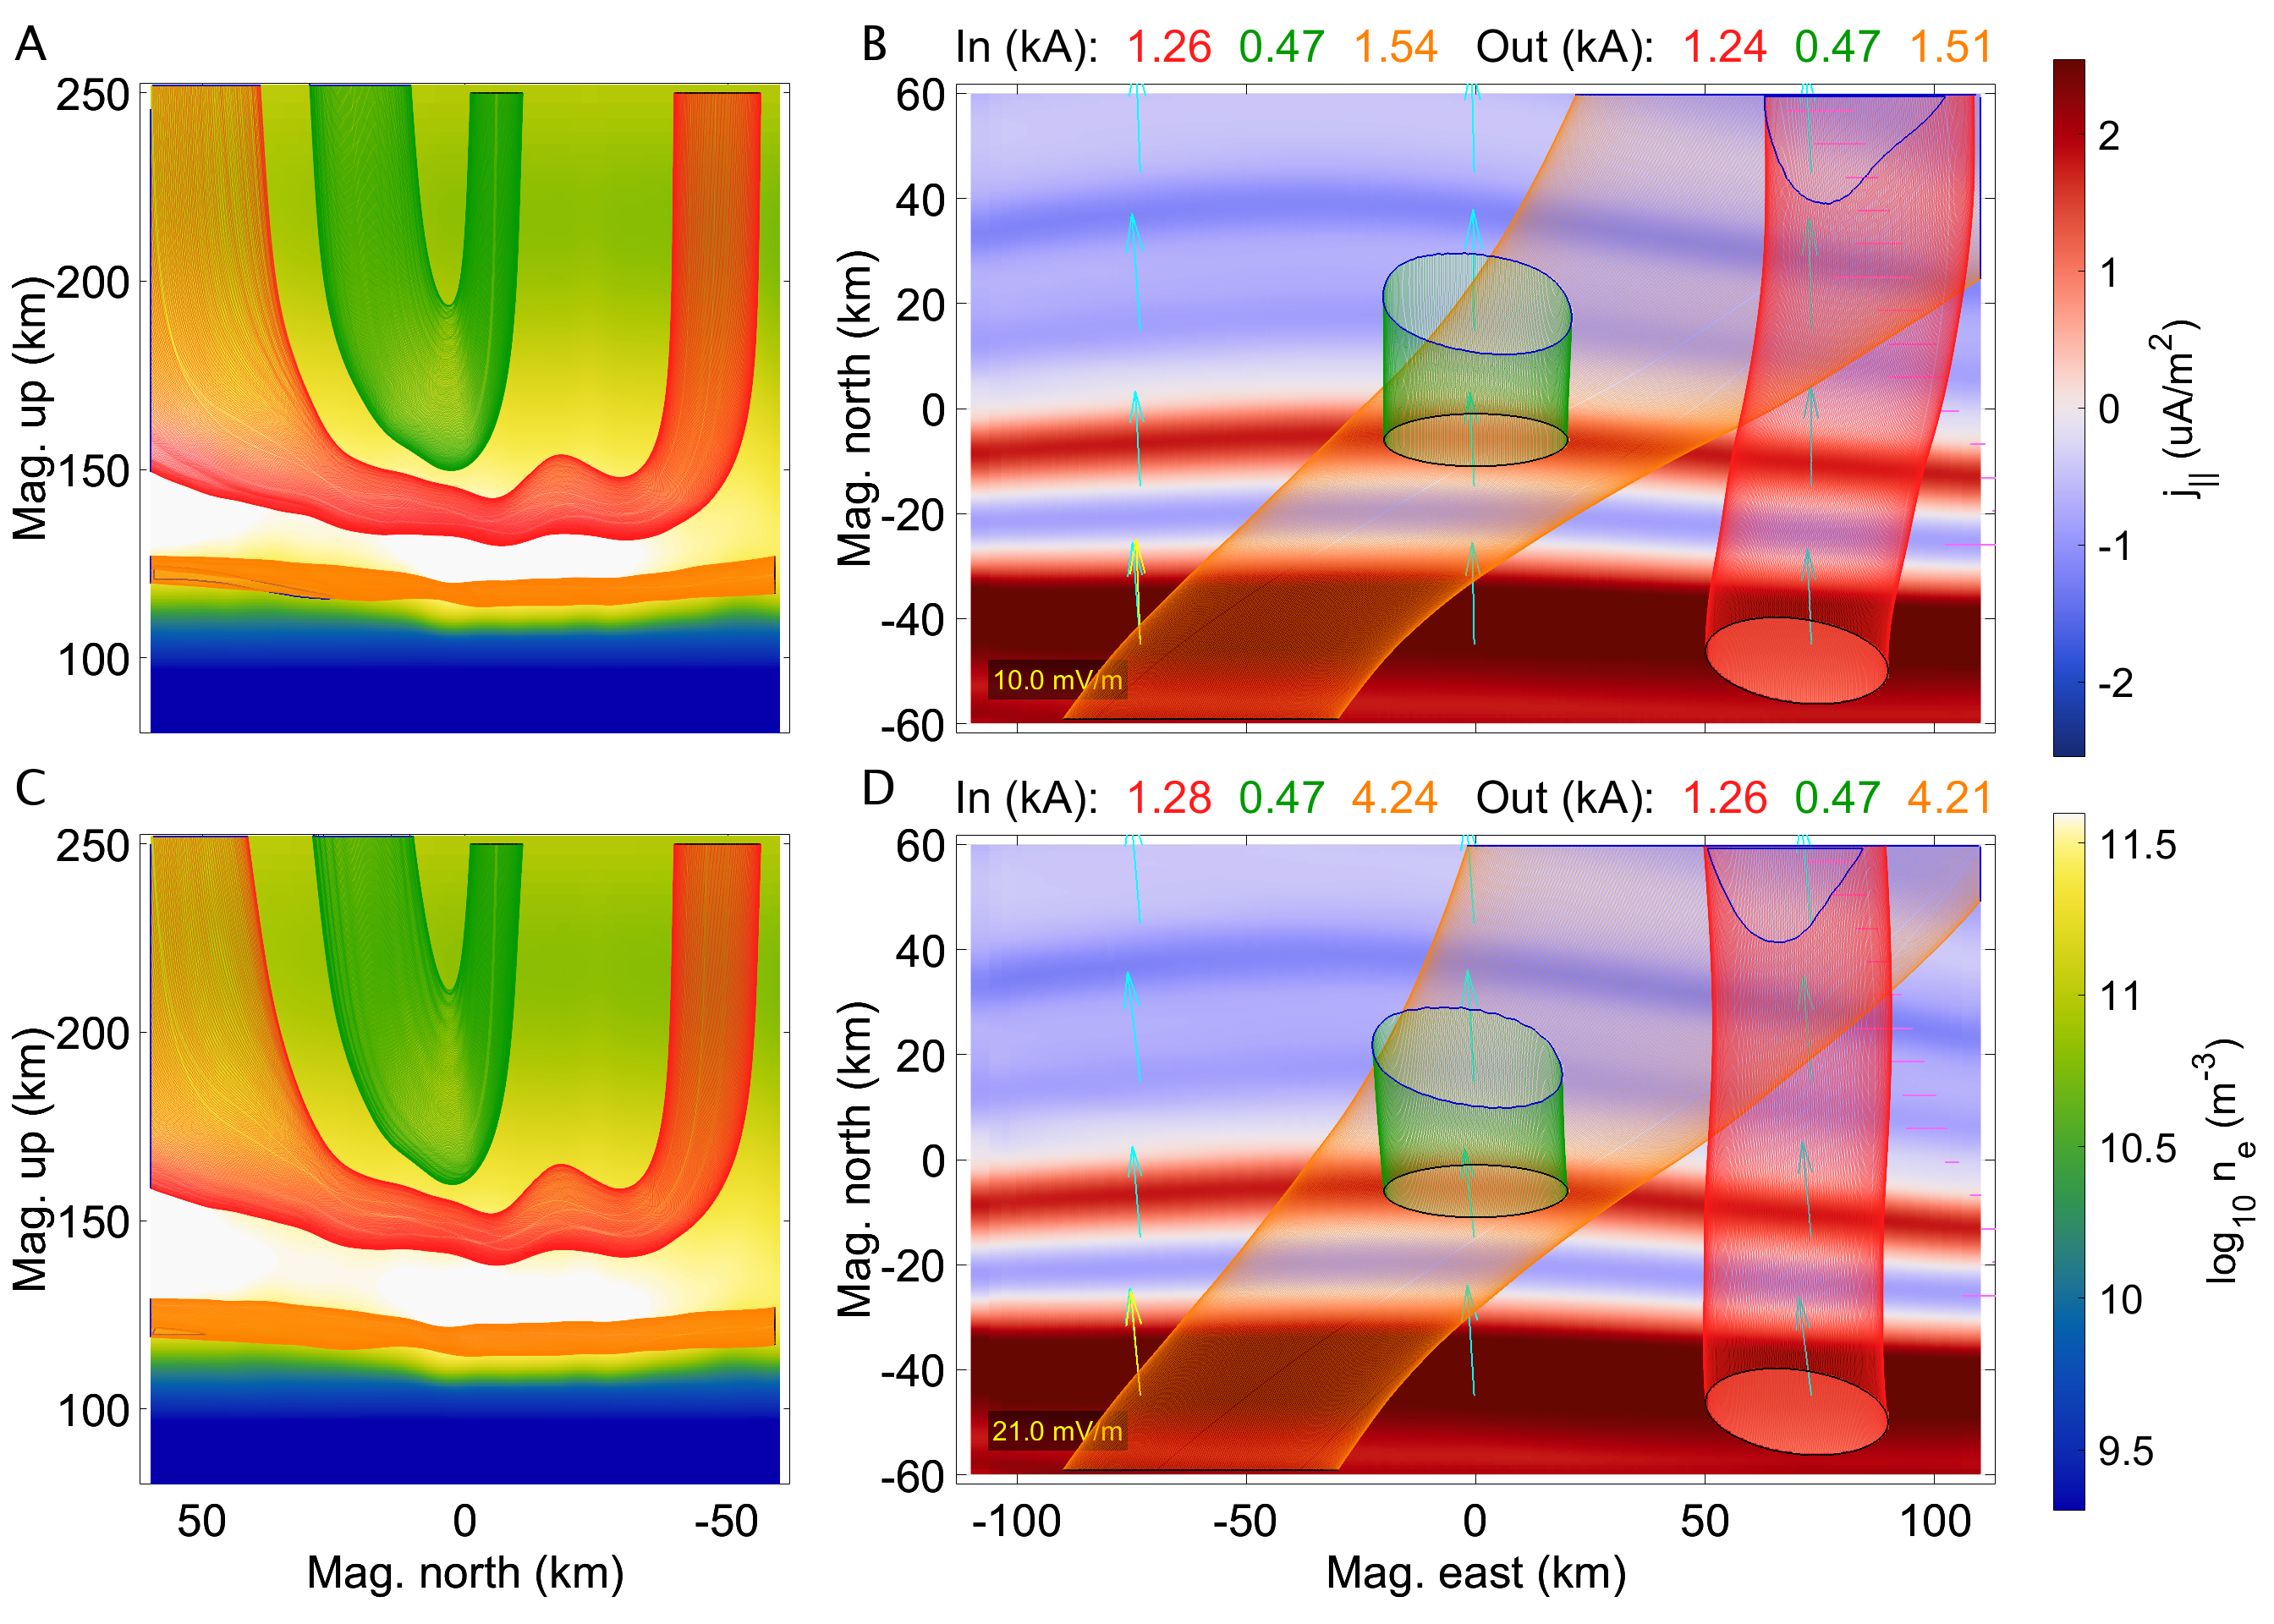 A
250
200
150
100
Mag. up (km)
B
In (kA): 1.26 0.47 1.54 Out (kA): 1.24 0.47 1.51
60
40
20
0
-20
-40
-60
Mag. north (km)
10.0 mV/m
2
1
0
-1
-2
j|| (uA/m2)
C
250
200
150
100
Mag. up (km)
50 0 -50
Mag. north (km)
D
In (kA): 1.28 0.47 4.24 Out (kA): 1.26 0.47 4.21
60
40
20
0
-20
-40
-60
Mag. north (km)
21.0 mV/m
-100 -50 0 50 100
Mag. east (km)
11.5
11
10.5
10
9.5
log10 ne (m-3)